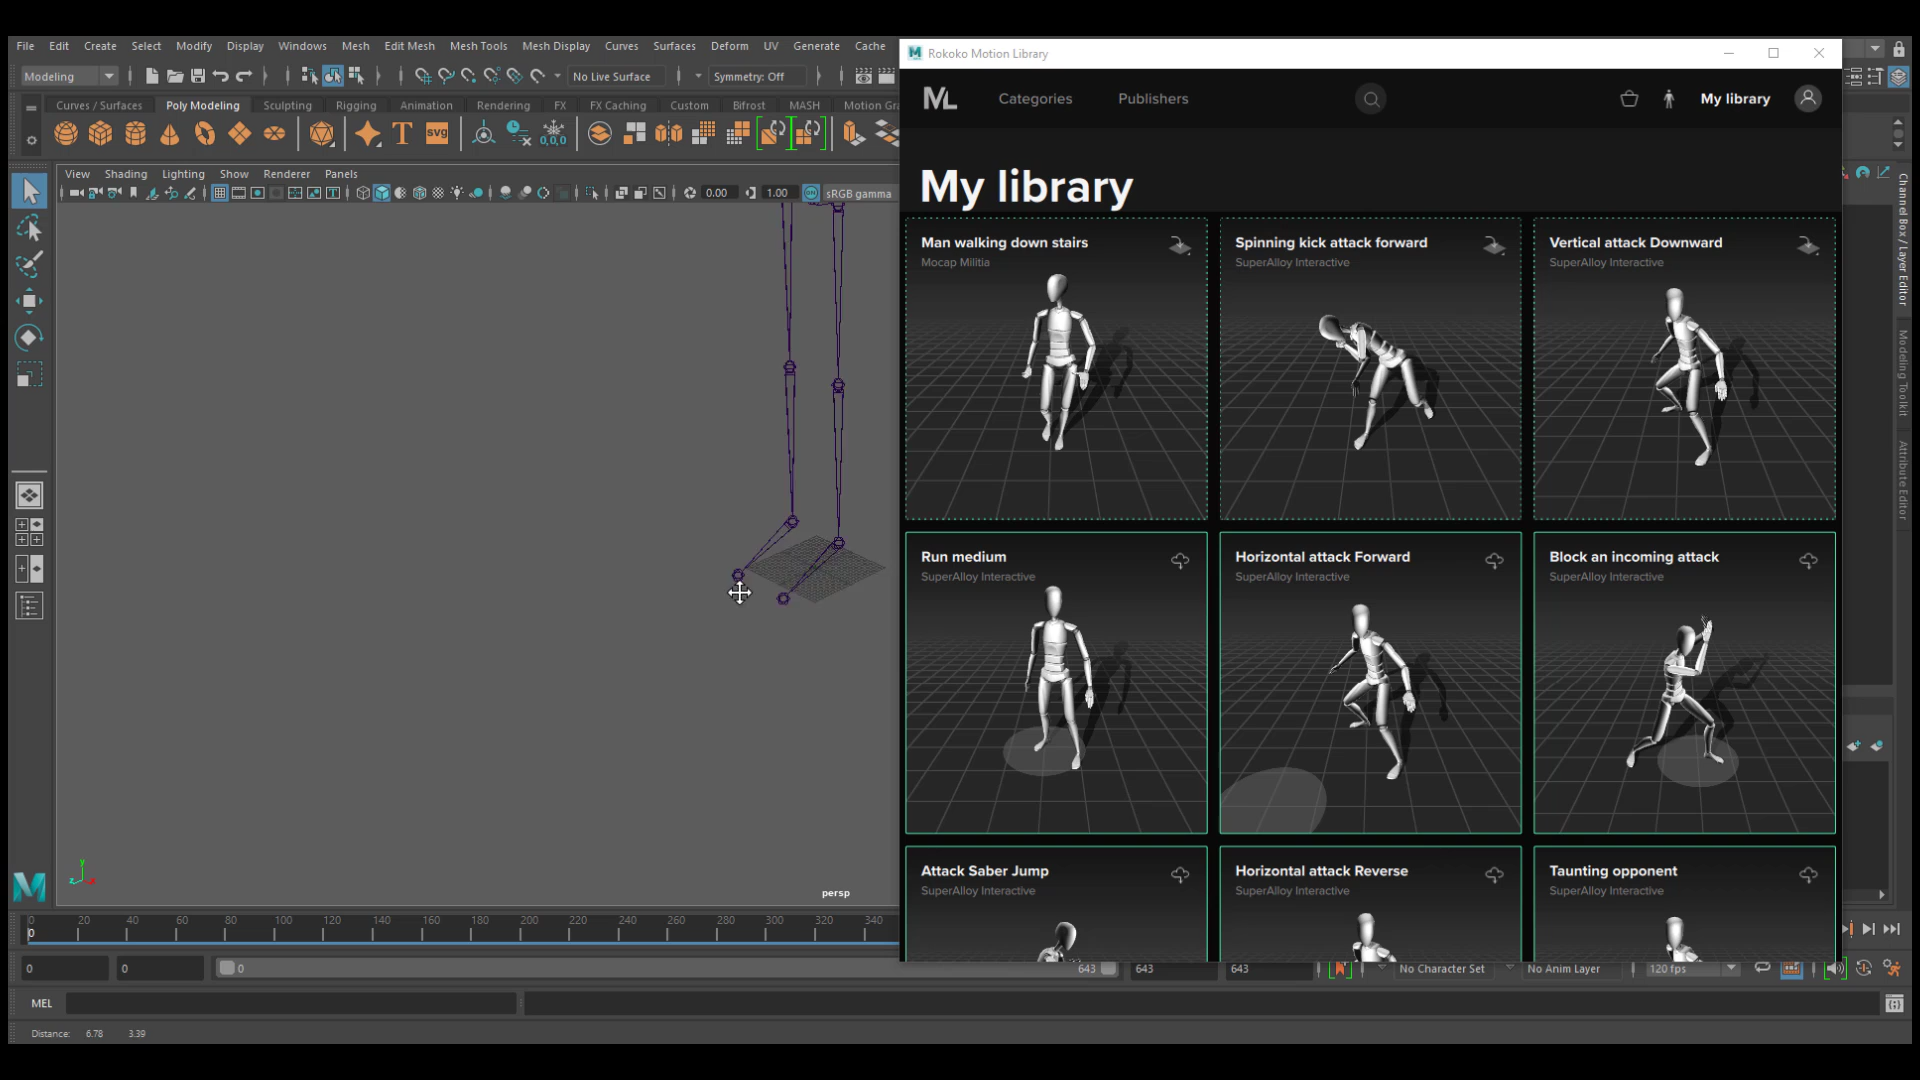 File Edit Create Select Modify Display Windows Mesh Edit Mesh Mesh Tools Mesh Display Curves Surfaces Deform UV Generate Cache
Modeling No Live Surface Symmetry: Off
Curves / Surfaces Poly Modeling Sculpting Rigging Animation Rendering FX FX Caching Custom Bifrost MASH Motion Gra
T svg 0,0,0
View Shading Lighting Show Renderer Panels
0.00 1.00 sRGB gamma
persp
0 20 40 60 80 100 120 140 160 180 200 220 240 260 280 300 320 340
0
0 0 0 643 643 643 No Character Set No Anim Layer 120 fps
MEL
Distance: 6.78 3.39
Rokoko Motion Library
ML Categories Publishers My library
My library
Man walking down stairs
Mocap Militia
Spinning kick attack forward
SuperAlloy Interactive
Vertical attack Downward
SuperAlloy Interactive
Run medium
SuperAlloy Interactive
Horizontal attack Forward
SuperAlloy Interactive
Block an incoming attack
SuperAlloy Interactive
Attack Saber Jump
SuperAlloy Interactive
Horizontal attack Reverse
SuperAlloy Interactive
Taunting opponent
SuperAlloy Interactive
Channel Box / Layer Editor
Modeling Toolkit
Attribute Editor